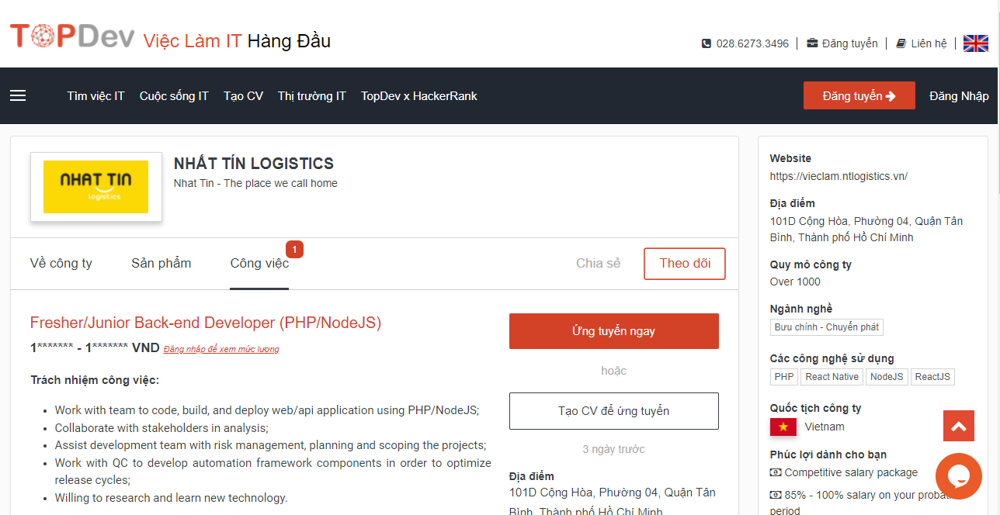 TOPDev Việc Làm IT Hàng Đầu
028.6273.3496 | Đăng tuyển | Liên hệ |
Tìm việc IT Cuộc sống IT Tạo CV Thị trường IT TopDev x HackerRank
Đăng tuyển Đăng Nhập
NHAT TIN
logistics
NHẤT TÍN LOGISTICS
Nhat Tin - The place we call home
Về công ty Sản phẩm Công việc 1
Chia sẻ Theo dõi
Fresher/Junior Back-end Developer (PHP/NodeJS)
1******* - 1******* VND Đăng nhập để xem mức lương
Trách nhiệm công việc:
• Work with team to code, build, and deploy web/api application using PHP/NodeJS;
• Collaborate with stakeholders in analysis;
• Assist development team with risk management, planning and scoping the projects;
• Work with QC to develop automation framework components in order to optimize
release cycles;
• Willing to research and learn new technology.
Ứng tuyển ngay
hoặc
Tạo CV để ứng tuyển
3 ngày trước
Địa điểm
101D Cộng Hòa, Phường 04, Quận Tân
Bình, Thành phố Hồ Chí Minh
Website
https://vieclam.ntlogistics.vn/
Địa điểm
101D Cộng Hòa, Phường 04, Quận Tân
Bình, Thành phố Hồ Chí Minh
Quy mô công ty
Over 1000
Ngành nghề
Bưu chính - Chuyển phát
Các công nghệ sử dụng
PHP React Native NodeJS ReactJS
Quốc tịch công ty
Vietnam
Phúc lợi dành cho bạn
Competitive salary package
85% - 100% salary on your
period